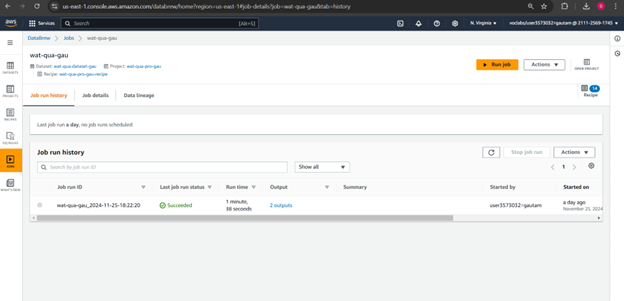 us-east-1.console.aws.amazon.com/databrew/home?region=us-east-1#job-details?job=wat-qua-gau&tab=history
aws
Services
Search
[Alt+S]
N. Virginia
voclabs/user3573032=gautam @ 2111-2569-1745
DataBrew
Jobs
wat-qua-gau
wat-qua-gau
Dataset: wat-qua-dataset-gau
Project: wat-qua-pro-gau
Recipe: wat-qua-pro-gau-recipe
Run job
Actions
OPEN PROJECT
DATASETS
PROJECTS
RECIPES
JOBS
WHAT'S NEW
Job run history
Job details
Data lineage
14
Recipe
Last job run a day, no job runs scheduled
Job run history
Stop job run
Actions
Search by job run ID
Show all
1
Job run ID
Last job run status
Run time
Output
Summary
Started by
Started on
wat-qua-gau_2024-11-25-18:22:20
Succeeded
1 minute,
38 seconds
2 outputs
user3573032=gautam
a day ago
November 25, 2024